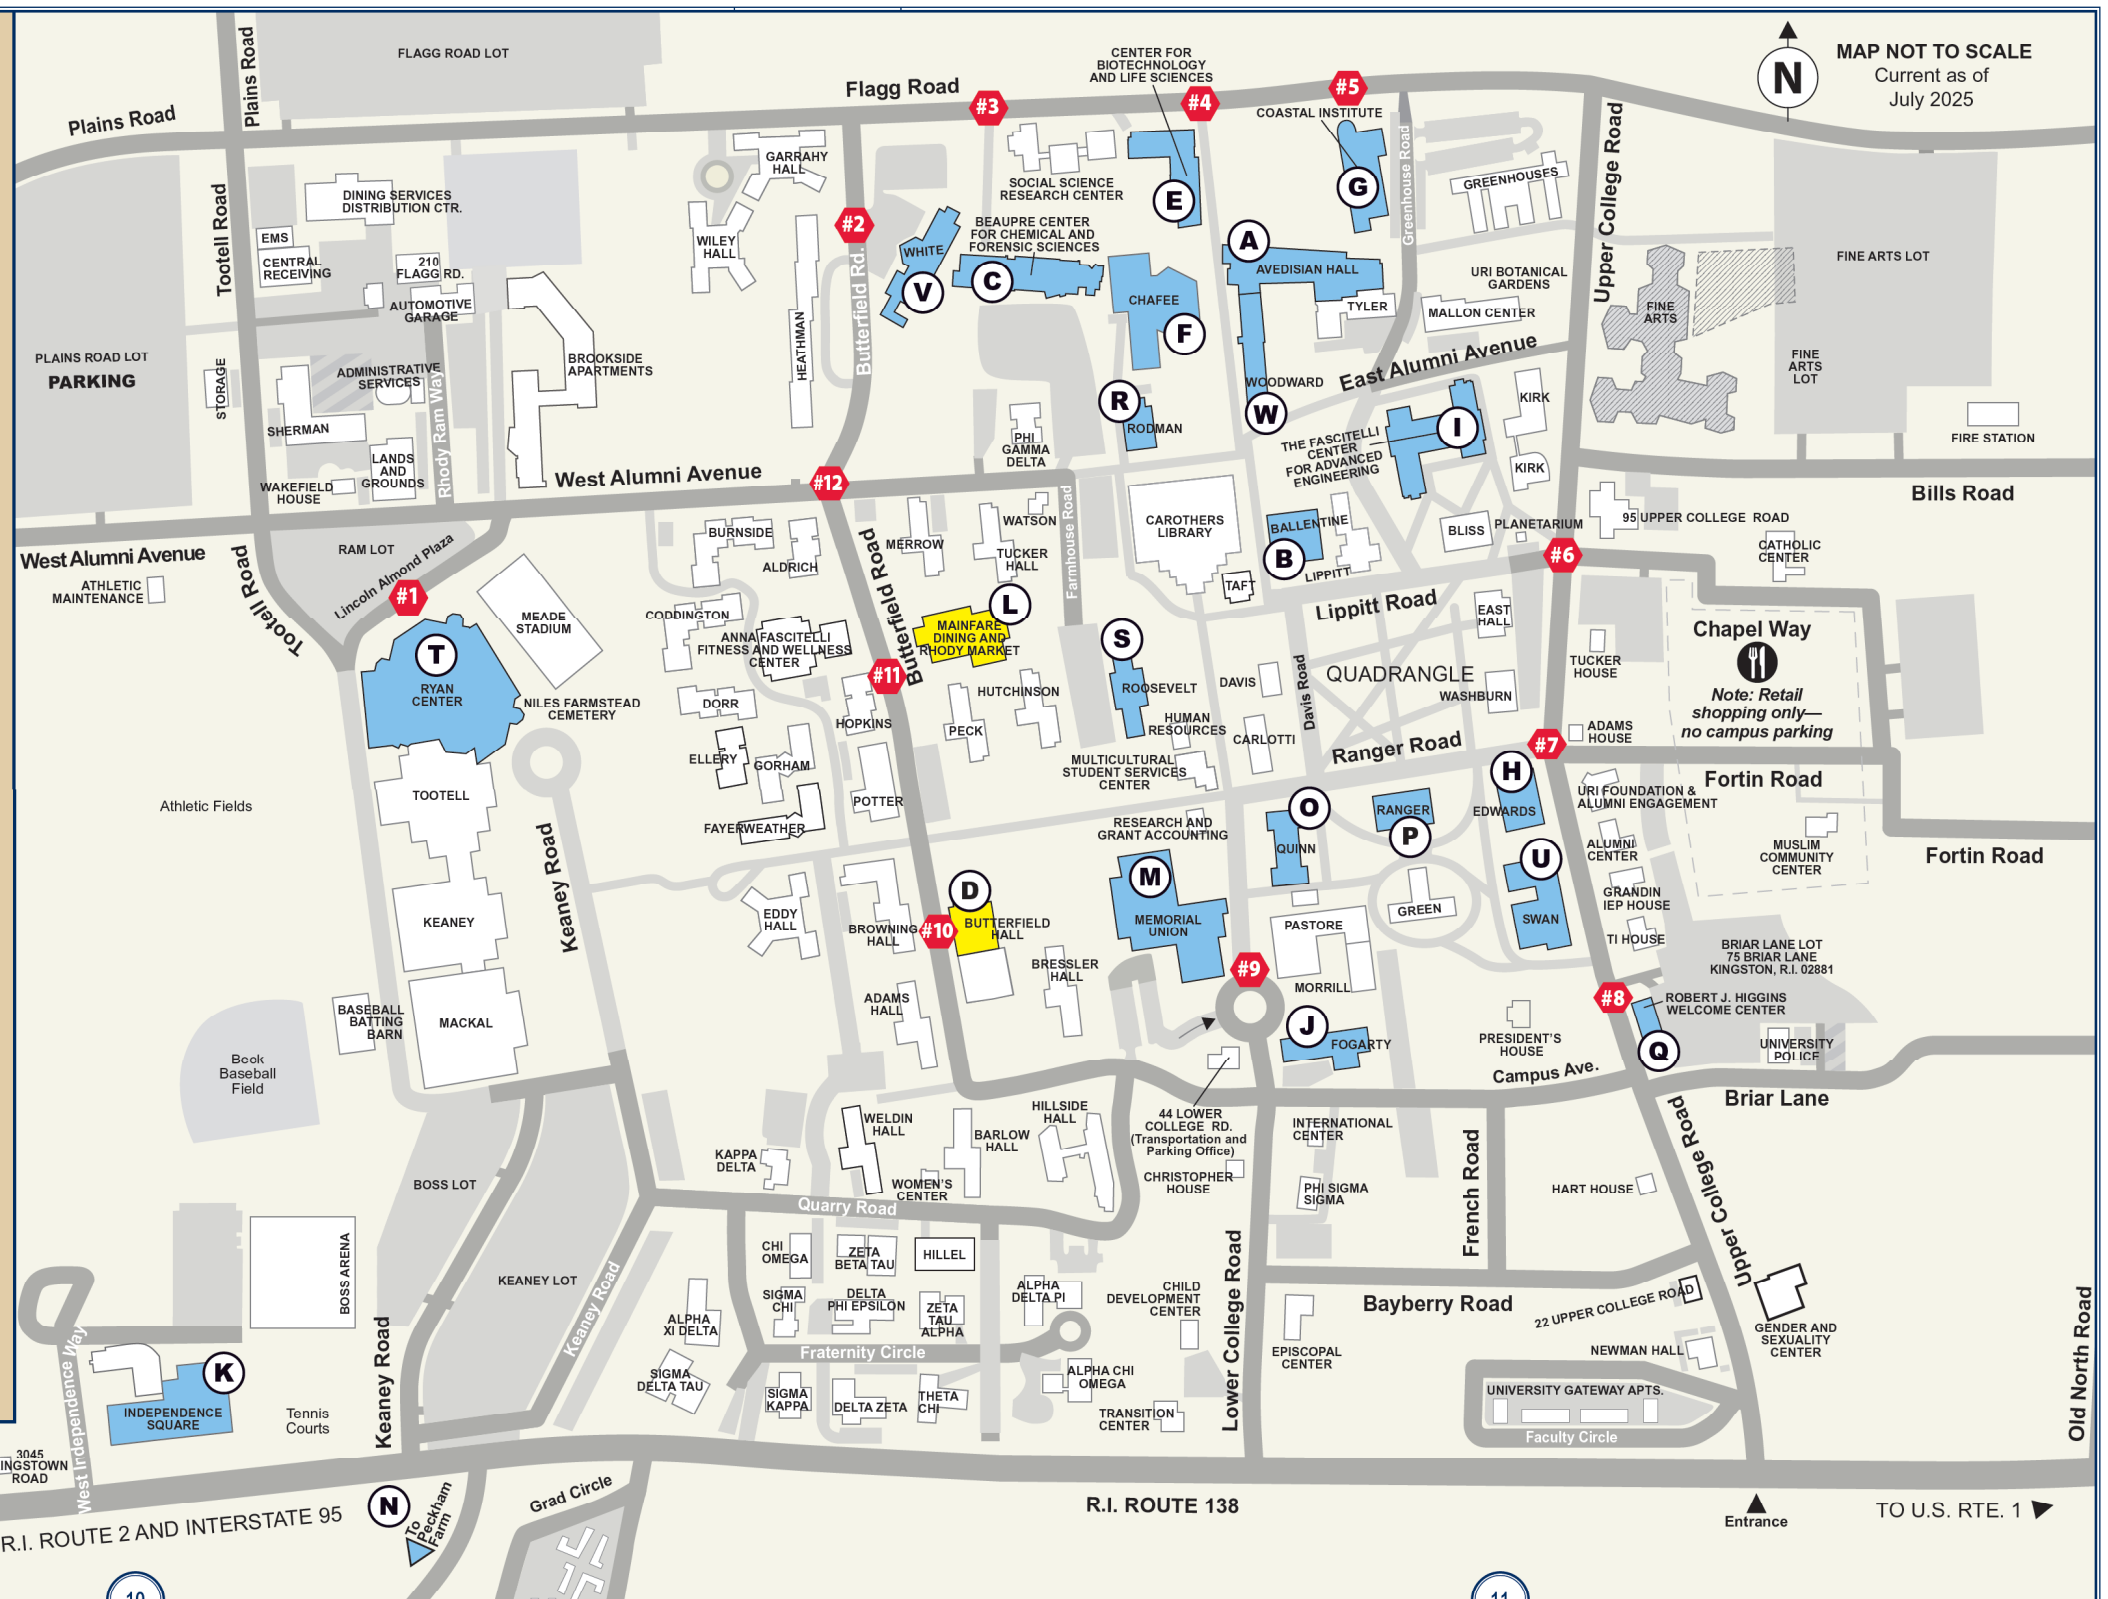 FLAGG ROAD LOT
Plains Road
Plains Road
Flagg Road
#3
#4
#5
CENTER FOR
BIOTECHNOLOGY
AND LIFE SCIENCES
COASTAL INSTITUTE
N
MAP NOT TO SCALE
Current as of
July 2025
Tootell Road
DINING SERVICES
DISTRIBUTION CTR.
EMS
CENTRAL
RECEIVING
210
FLAGG RD.
AUTOMOTIVE
GARAGE
GARRAHY
HALL
WILEY
HALL
HEATHMAN
#2
Butterfield Rd.
SOCIAL SCIENCE
RESEARCH CENTER
BEAUPRE CENTER
FOR CHEMICAL AND
FORENSIC SCIENCES
WHITE
V
C
E
G
Greenhouse Road
GREENHOUSES
Upper College Road
A
AVEDISIAN HALL
CHAFEE
F
TYLER
MALLON CENTER
URI BOTANICAL
GARDENS
FINE
ARTS
FINE ARTS LOT
FINE
ARTS
LOT
FIRE STATION
PLAINS ROAD LOT
PARKING
STORAGE
ADMINISTRATIVE
SERVICES
Rhody Ram Way
SHERMAN
LANDS
AND
GROUNDS
WAKEFIELD
HOUSE
BROOKSIDE
APARTMENTS
West Alumni Avenue
#12
PHI
GAMMA
DELTA
R
RODMAN
WOODWARD
W
East Alumni Avenue
THE FASCITELLI
CENTER
FOR ADVANCED
ENGINEERING
I
KIRK
KIRK
Bills Road
West Alumni Avenue
ATHLETIC
MAINTENANCE
Tootell Road
RAM LOT
Lincoln Almond Plaza
#1
MEADE
STADIUM
BURNSIDE
ALDRICH
Butterfield Road
MERROW
WATSON
TUCKER
HALL
Farmhouse Road
CAROTHERS
LIBRARY
TAFT
BALLENTINE
B
LIPPITT
BLISS
PLANETARIUM
95 UPPER COLLEGE ROAD
#6
CATHOLIC
CENTER
CODDINGTON
ANNA FASCITELLI
FITNESS AND WELLNESS
CENTER
L
MAINFARE
DINING AND
RHODY MARKET
Butterfield Road
#11
S
ROOSEVELT
Lippitt Road
EAST
HALL
TUCKER
HOUSE
Chapel Way
Note: Retail
shopping only—
no campus parking
T
RYAN
CENTER
NILES FARMSTEAD
CEMETERY
DORR
HOPKINS
PECK
HUTCHINSON
HUMAN
RESOURCES
DAVIS
CARLOTTI
Davis Road
QUADRANGLE
WASHBURN
ADAMS
HOUSE
#7
ELLERY
GORHAM
POTTER
FAYERWEATHER
MULTICULTURAL
STUDENT SERVICES
CENTER
Ranger Road
H
EDWARDS
URI FOUNDATION &
ALUMNI ENGAGEMENT
Fortin Road
Athletic Fields
TOOTELL
Keaney Road
RESEARCH AND
GRANT ACCOUNTING
O
QUINN
RANGER
P
U
SWAN
ALUMNI
CENTER
MUSLIM
COMMUNITY
CENTER
Fortin Road
KEANEY
EDDY
HALL
BROWNING
HALL
#10
D
BUTTERFIELD
HALL
BRESSLER
HALL
M
MEMORIAL
UNION
GREEN
PASTORE
MORRILL
#9
GRANDIN
IEP HOUSE
TI HOUSE
BRIAR LANE LOT
75 BRIAR LANE
KINGSTON, R.I. 02881
BASEBALL
BATTING
BARN
MACKAL
ADAMS
HALL
Beck
Baseball
Field
J
FOGARTY
PRESIDENT'S
HOUSE
#8
ROBERT J. HIGGINS
WELCOME CENTER
Q
UNIVERSITY
POLICE
Campus Ave.
Briar Lane
WELDIN
HALL
BARLOW
HALL
HILLSIDE
HALL
44 LOWER
COLLEGE RD.
(Transportation and
Parking Office)
CHRISTOPHER
HOUSE
INTERNATIONAL
CENTER
PHI SIGMA
SIGMA
French Road
HART HOUSE
Upper College Road
KAPPA
DELTA
WOMEN'S
CENTER
BOSS LOT
Quarry Road
BOSS ARENA
KEANEY LOT
Keaney Road
CHI
OMEGA
ZETA
BETA TAU
HILLEL
SIGMA
CHI
DELTA
PHI EPSILON
ZETA
TAU
ALPHA
ALPHA
DELTA PI
CHILD
DEVELOPMENT
CENTER
ALPHA
XI DELTA
Lower College Road
Bayberry Road
22 UPPER COLLEGE ROAD
GENDER AND
SEXUALITY
CENTER
Fraternity Circle
EPISCOPAL
CENTER
NEWMAN HALL
Old North Road
West Independence Way
K
INDEPENDENCE
SQUARE
Tennis
Courts
Keaney Road
SIGMA
DELTA TAU
SIGMA
KAPPA
DELTA ZETA
THETA
CHI
ALPHA CHI
OMEGA
TRANSITION
CENTER
UNIVERSITY GATEWAY APTS.
Faculty Circle
3045
INGSTOWN
ROAD
N
To
Peckham
Farm
Grad Circle
R.I. ROUTE 138
Entrance
TO U.S. RTE. 1
R.I. ROUTE 2 AND INTERSTATE 95
10
11